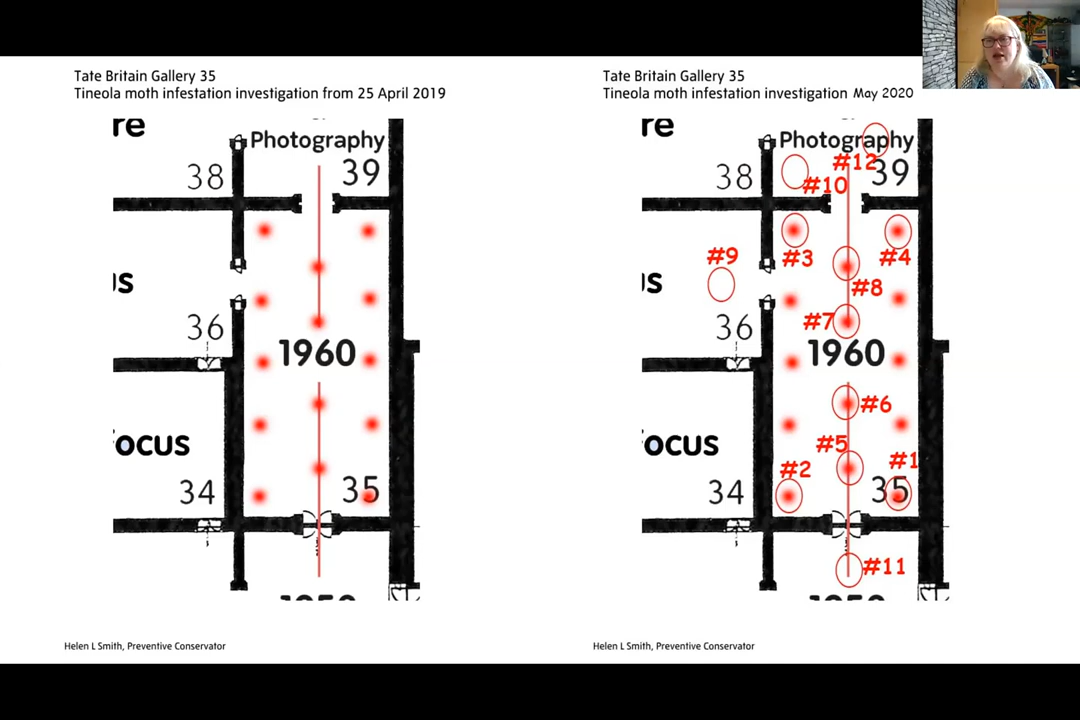 Tate Britain Gallery 35
Tineola moth infestation investigation from 25 April 2019
re
Photography
38
39
us
36
1960
Focus
34
35
Helen L Smith, Preventive Conservator
Tate Britain Gallery 35
Tineola moth infestation investigation May 2020
re
Photography
#12
38
39
#10
#9
#3
#4
us
#8
36
#7
1960
#6
ocus
#5
#1
#2
34
35
#11
Helen L Smith, Preventive Conservator